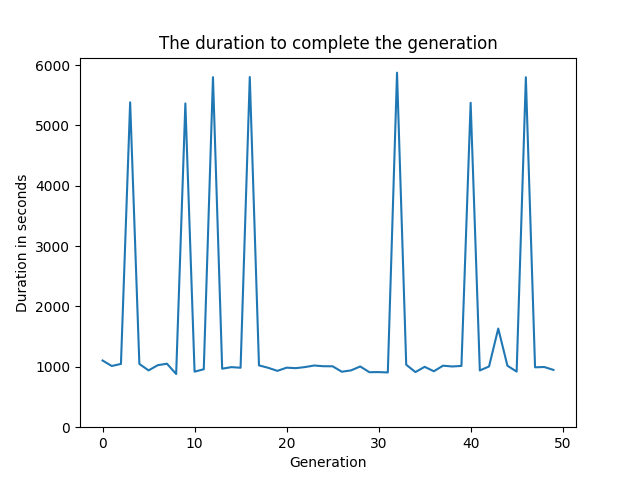 The duration to complete the generation
6000
5000
4000
3000
2000
1000
0
Duration in seconds
0 10 20 30 40 50
Generation